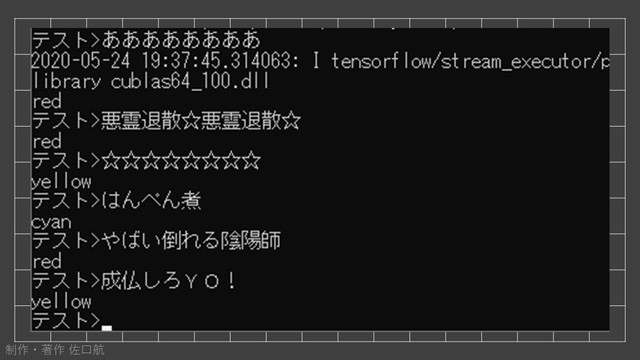 テスト>あああああああああ
2020-05-24 19:37:45.314063: I tensorflow/stream_executor/p
library cublas64_100.dll
red
テスト>悪霊退散☆悪霊退散☆
red
テスト>☆☆☆☆☆☆☆☆
yellow
テスト>はんぺん煮
cyan
テスト>やばい倒れる陰陽師
red
テスト>成仏しろYO！
yellow
テスト>
制作・著作 佐口航